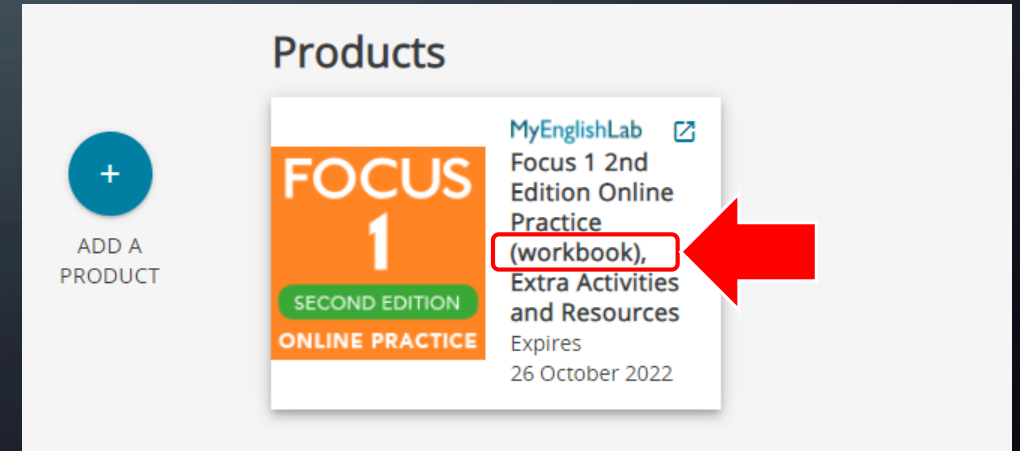 Products
+
ADD A
PRODUCT
FOCUS
1
SECOND EDITION
ONLINE PRACTICE
MyEnglishLab
Focus 1 2nd
Edition Online
Practice
(workbook),
Extra Activities
and Resources
Expires
26 October 2022